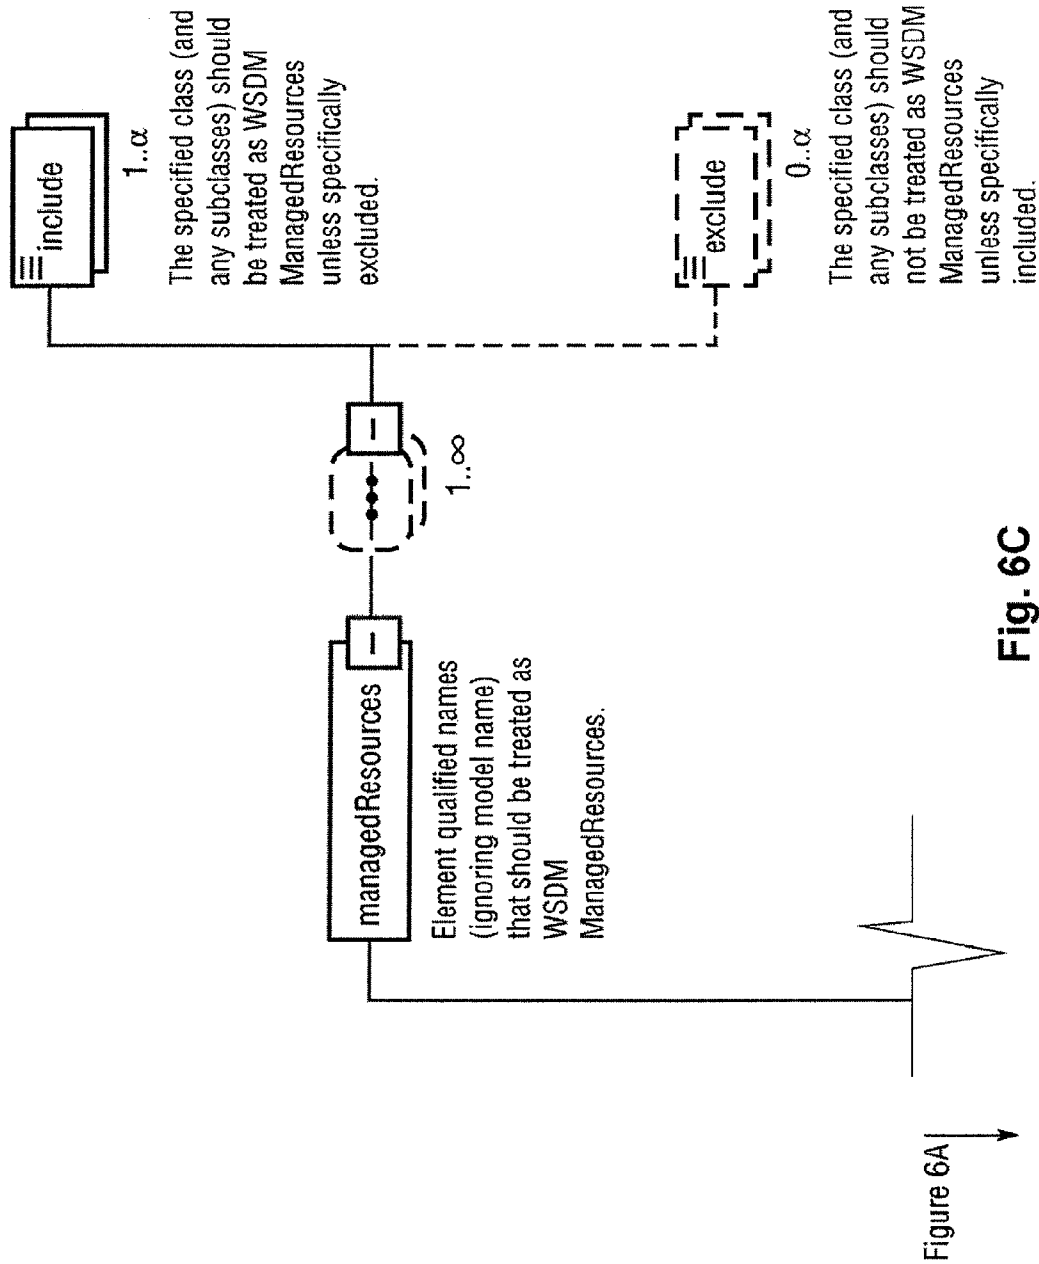 include
1..α
The specified class (and
any subclasses) should
be treated as WSDM
ManagedResources
unless specifically
excluded.
managedResources
1..∞
Element qualified names
(ignoring model name)
that should be treated as
WSDM
ManagedResources.
exclude
0..α
The specified class (and
any subclasses) should
not be treated as WSDM
ManagedResources
unless specifically
included.
Figure 6A
Fig. 6C